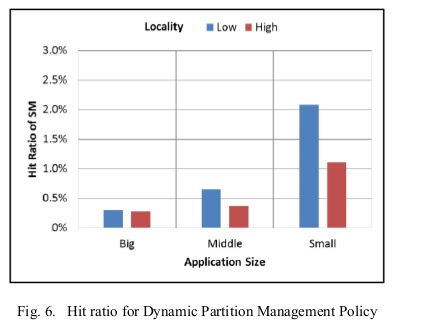 Locality Low High
3.0%
2.5%
2.0%
1.5%
1.0%
0.5%
0%
Hit Ratio of SM
Big Middle Small
Application Size
Fig. 6. Hit ratio for Dynamic Partition Management Policy